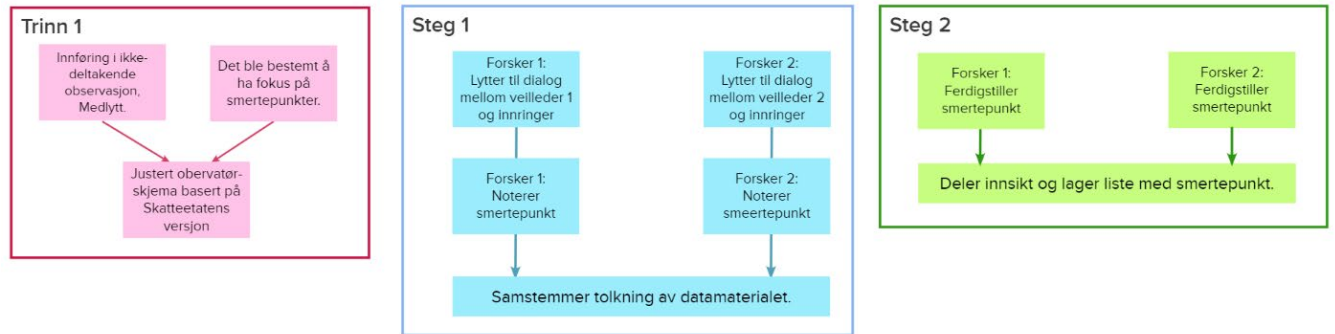 Trinn 1
Innføring i ikke-
deltakende
observasjon,
Medlytt.
Det ble bestemt å
ha fokus på
smertepunkter.
Justert obervatør-
skjema basert på
Skatteetatens
versjon
Steg 1
Forsker 1:
Lytter til dialog
mellom veilleder 1
og innringer
Forsker 2:
Lytter til dialog
mellom veilleder 2
og innringer
Forsker 1:
Noterer
smertepunkt
Forsker 2:
Noterer
smeertepunkt
Samstemmer tolkning av datamaterialet.
Steg 2
Forsker 1:
Ferdigstiller
smertepunkt
Forsker 2:
Ferdigstiller
smertepunkt
Deler innsikt og lager liste med smertepunkt.